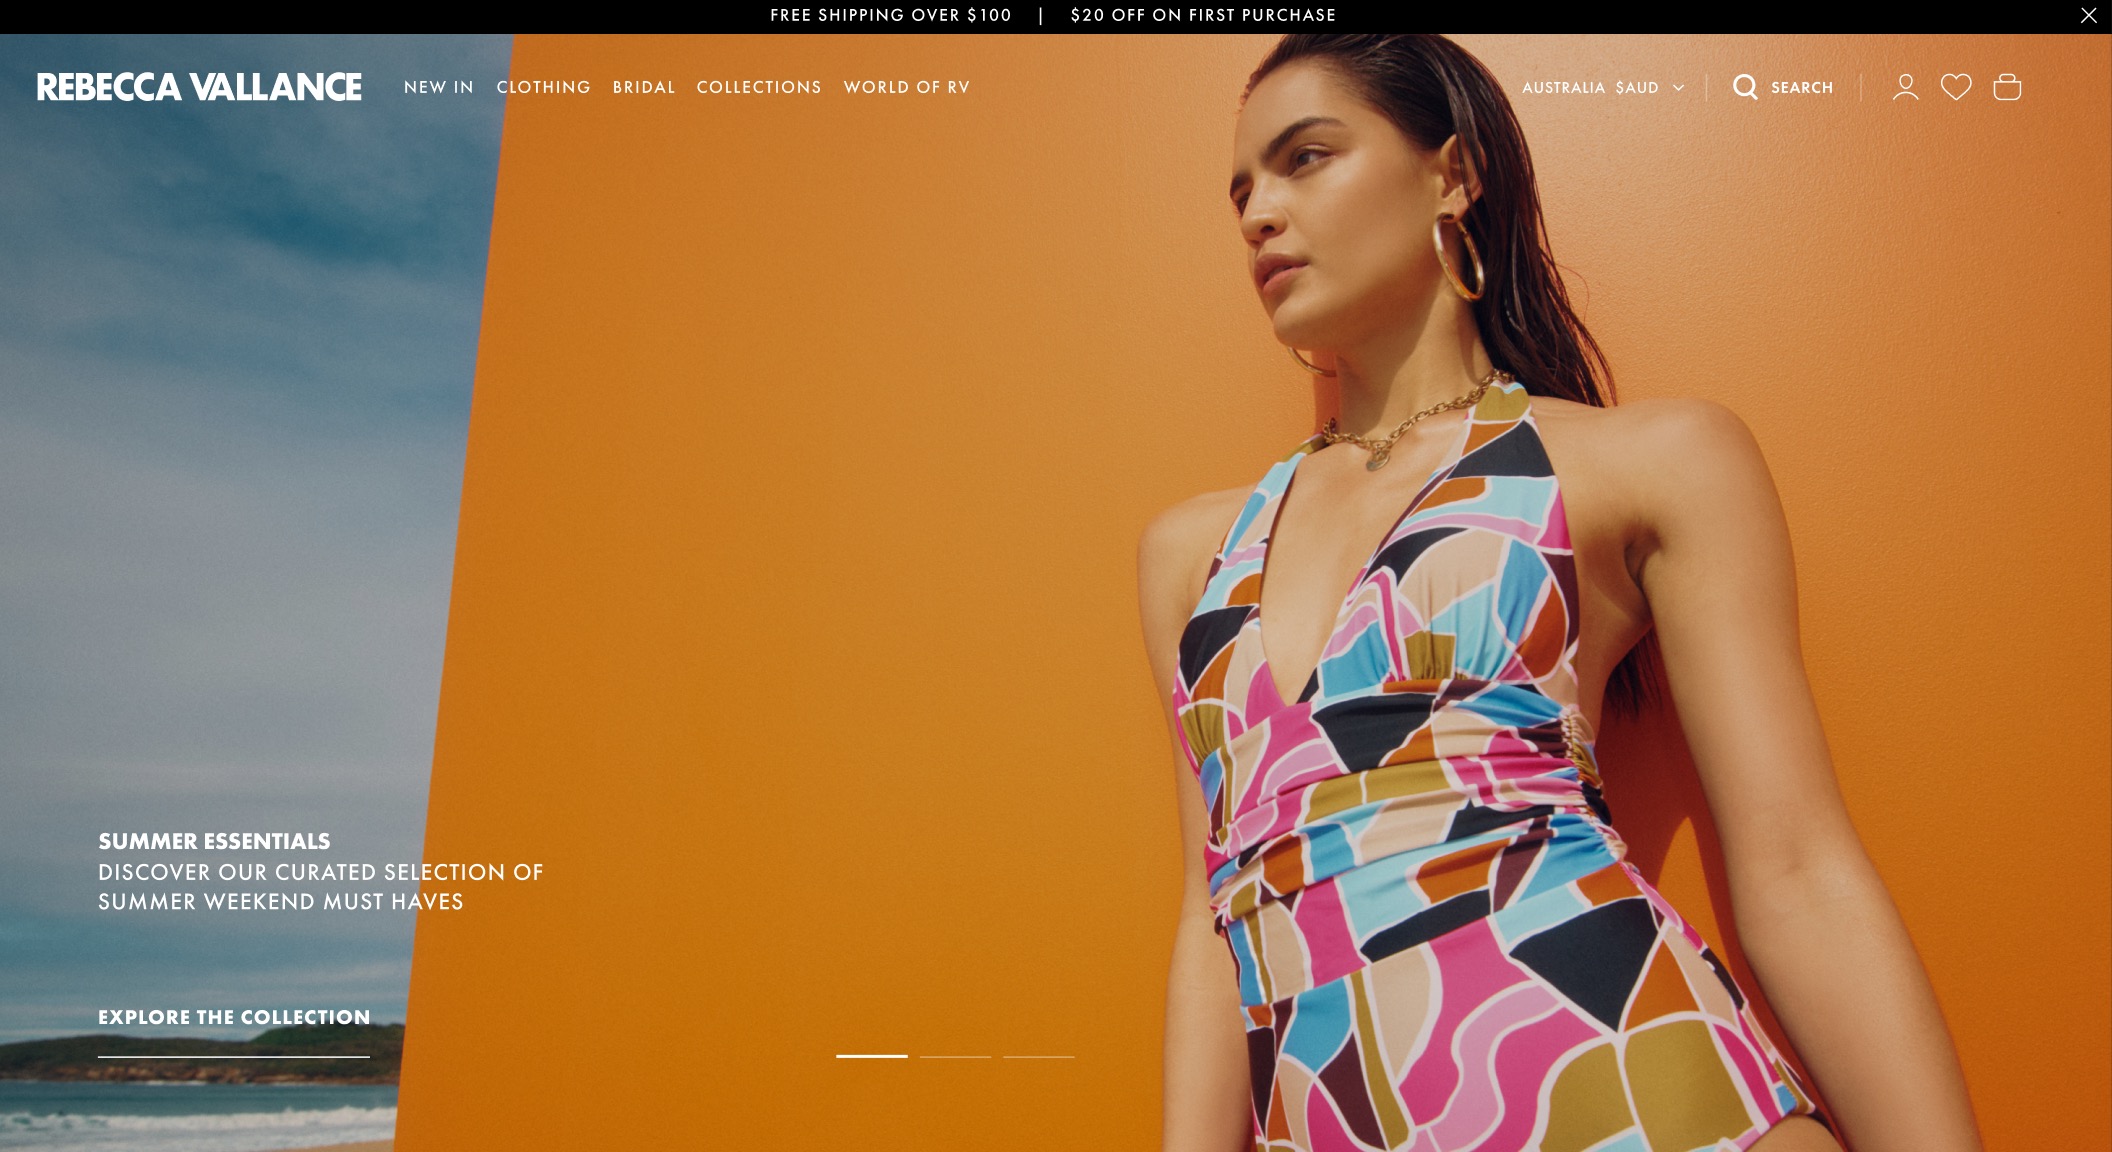 FREE SHIPPING OVER $100 | $20 OFF ON FIRST PURCHASE
REBECCA VALLANCE NEW IN CLOTHING BRIDAL COLLECTIONS WORLD OF RV AUSTRALIA $AUD SEARCH
SUMMER ESSENTIALS
DISCOVER OUR CURATED SELECTION OF
SUMMER WEEKEND MUST HAVES
EXPLORE THE COLLECTION